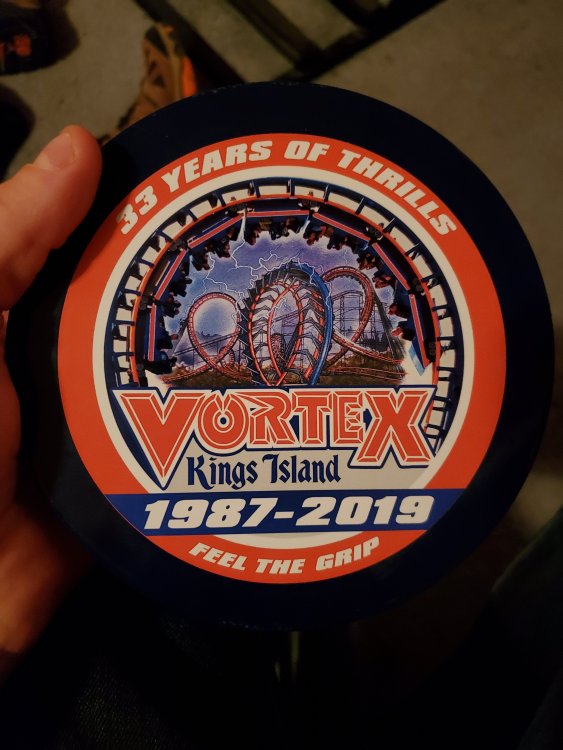 33 YEARS OF THRILLS
VORTEX
Kings Island
1987-2019
FEEL THE GRIP